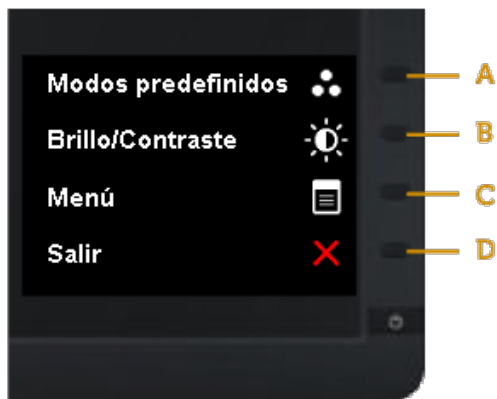 Modos predefinidos A
Brillo/Contraste B
Menú C
Salir D